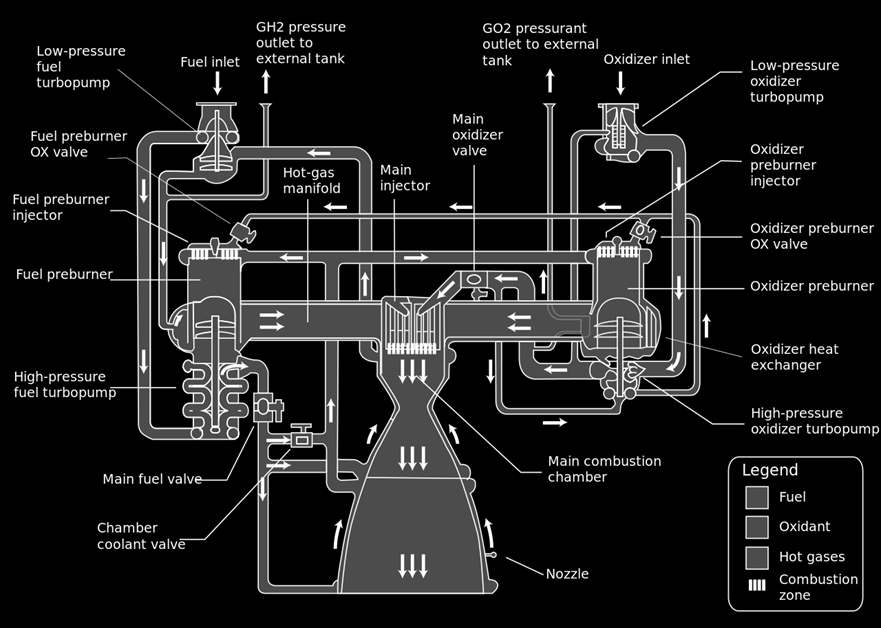 GH2 pressure
outlet to
external tank
GO2 pressurant
outlet to external
tank
Low-pressure
fuel
turbopump
Fuel inlet
Oxidizer inlet
Low-pressure
oxidizer
turbopump
Fuel preburner
OX valve
Main
oxidizer
valve
Oxidizer
preburner
injector
Hot-gas
manifold
Main
injector
Fuel preburner
injector
Oxidizer preburner
OX valve
Fuel preburner
Oxidizer preburner
Oxidizer heat
exchanger
High-pressure
fuel turbopump
High-pressure
oxidizer turbopump
Main fuel valve
Main combustion
chamber
Chamber
coolant valve
Nozzle
Legend
Fuel
Oxidant
Hot gases
Combustion
zone